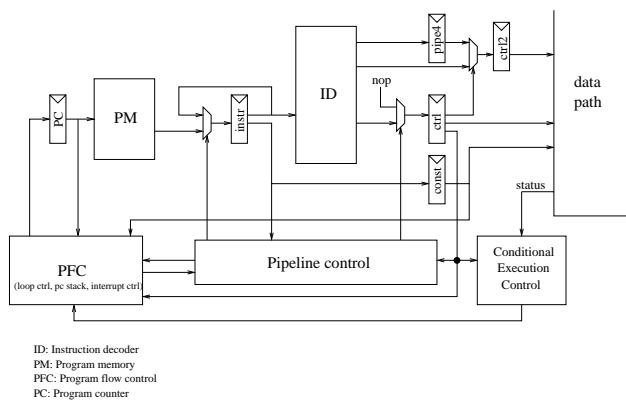 pipe4
ctrl2
data
path
nop
ID
PC
PM
instr
ctrl
const
status
PFC
(loop ctrl, pc stack, interrupt ctrl)
Pipeline control
Conditional
Execution
Control
ID: Instruction decoder
PM: Program memory
PFC: Program flow control
PC: Program counter